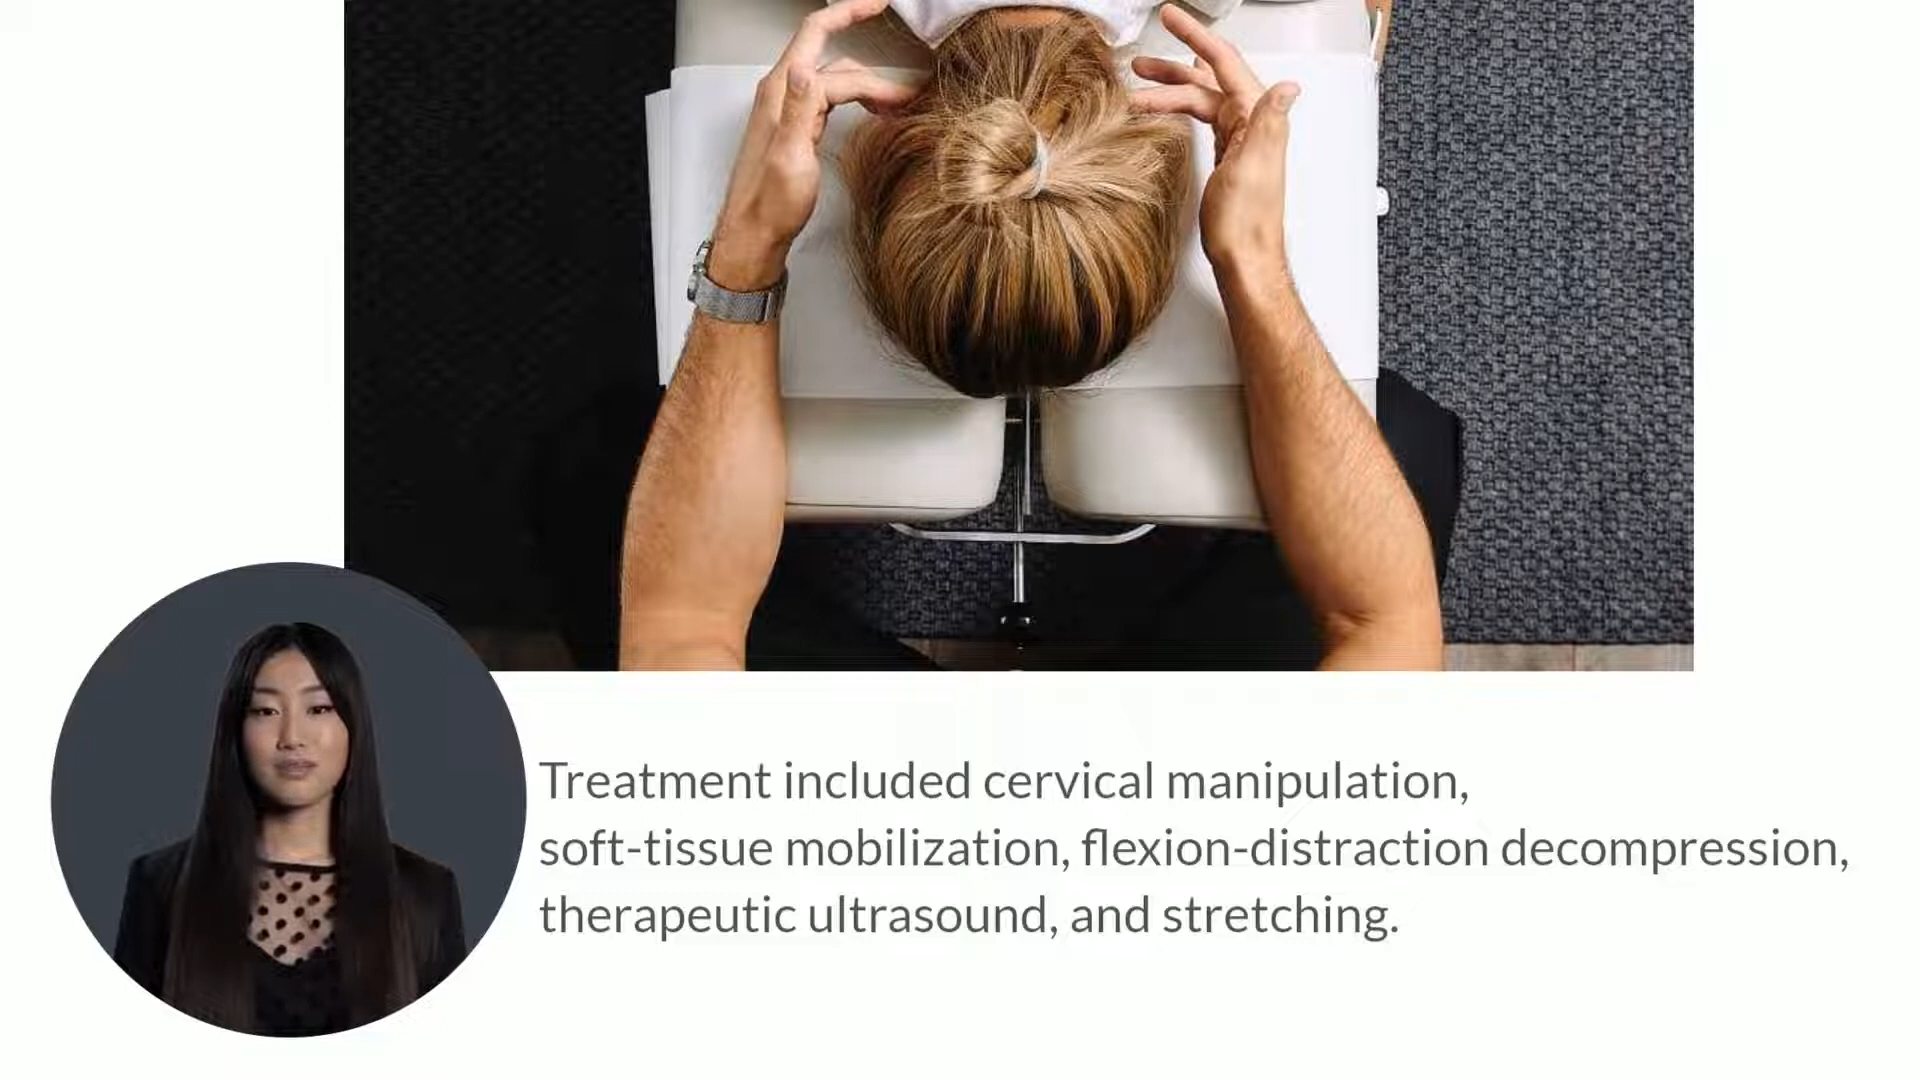 Treatment included cervical manipulation,
soft-tissue mobilization, flexion-distraction decompression,
therapeutic ultrasound, and stretching.